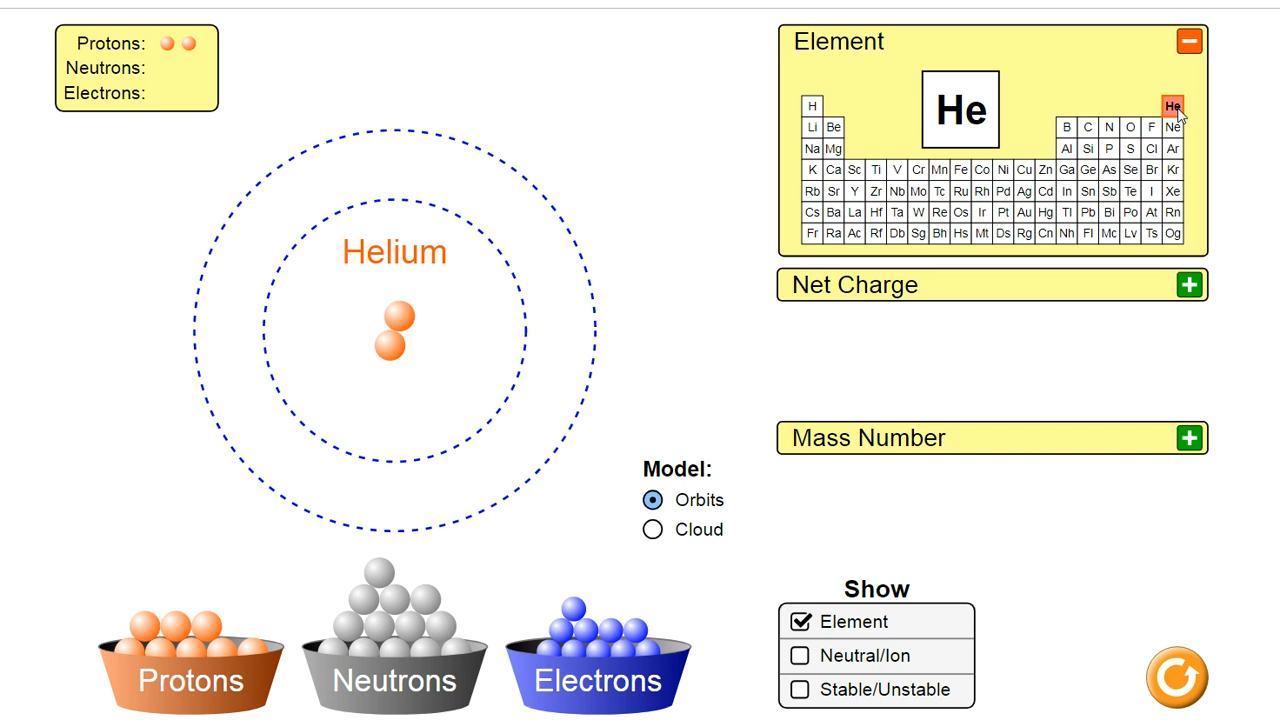 Protons:
Neutrons:
Electrons:
Helium
Protons
Neutrons
Electrons
Model:
Orbits
Cloud
Element
He
H He
Li Be B C N O F Ne
Na Mg Al Si P S Cl Ar
K Ca Sc Ti V Cr Mn Fe Co Ni Cu Zn Ga Ge As Se Br Kr
Rb Sr Y Zr Nb Mo Tc Ru Rh Pd Ag Cd In Sn Sb Te I Xe
Cs Ba La Hf Ta W Re Os Ir Pt Au Hg Tl Pb Bi Po At Rn
Fr Ra Ac Rf Db Sg Bh Hs Mt Ds Rg Cn Nh Fl Mc Lv Ts Og
Net Charge
Mass Number
Show
Element
Neutral/Ion
Stable/Unstable